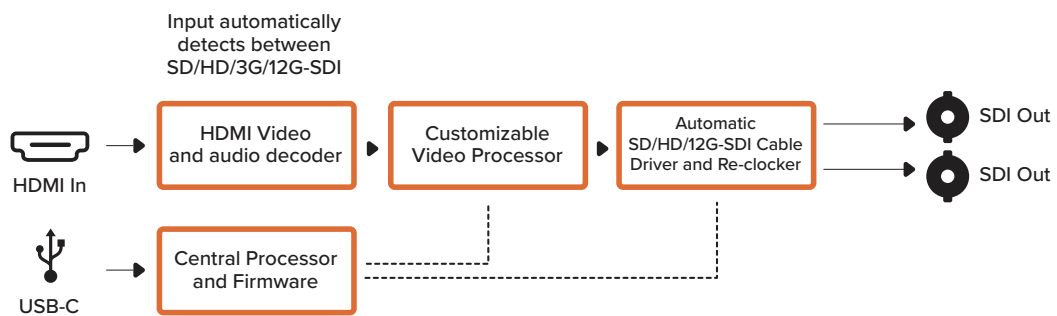 Input automatically
detects between
SD/HD/3G/12G-SDI
HDMI In
HDMI Video
and audio decoder
Customizable
Video Processor
Automatic
SD/HD/12G-SDI Cable
Driver and Re-clocker
SDI Out
SDI Out
USB-C
Central Processor
and Firmware